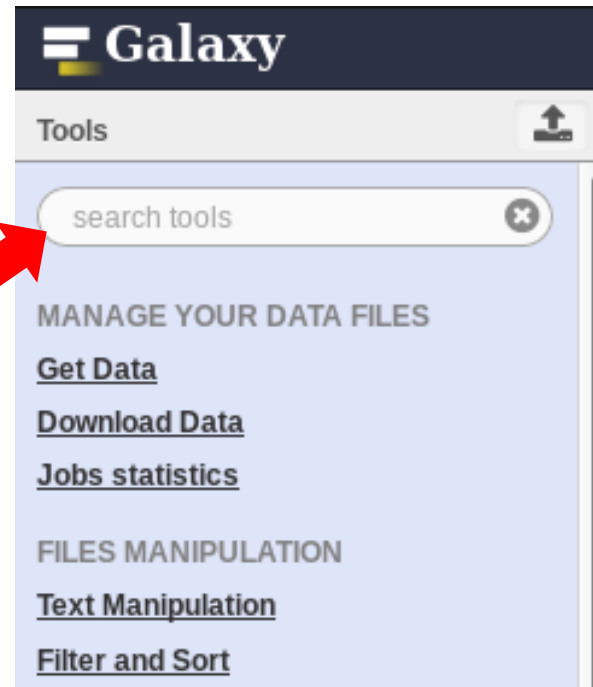 Galaxy
Tools
search tools
MANAGE YOUR DATA FILES
Get Data
Download Data
Jobs statistics
FILES MANIPULATION
Text Manipulation
Filter and Sort